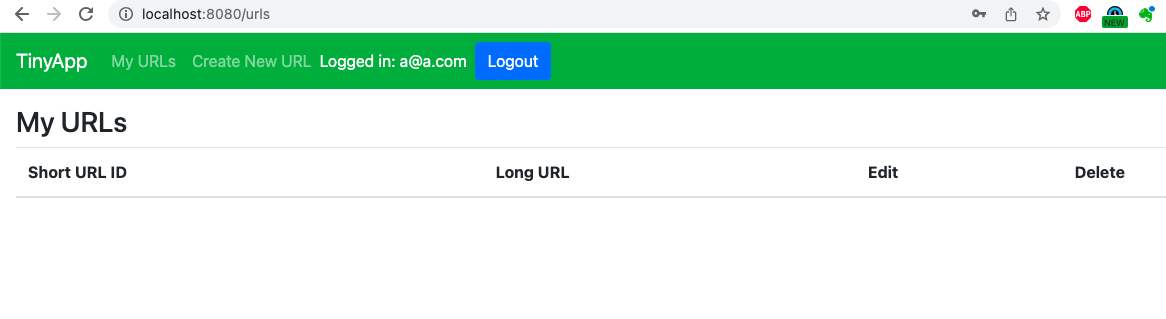 localhost:8080/urls
ABP
NEW
TinyApp My URLs Create New URL Logged in: a@a.com Logout
My URLs
Short URL ID Long URL Edit Delete